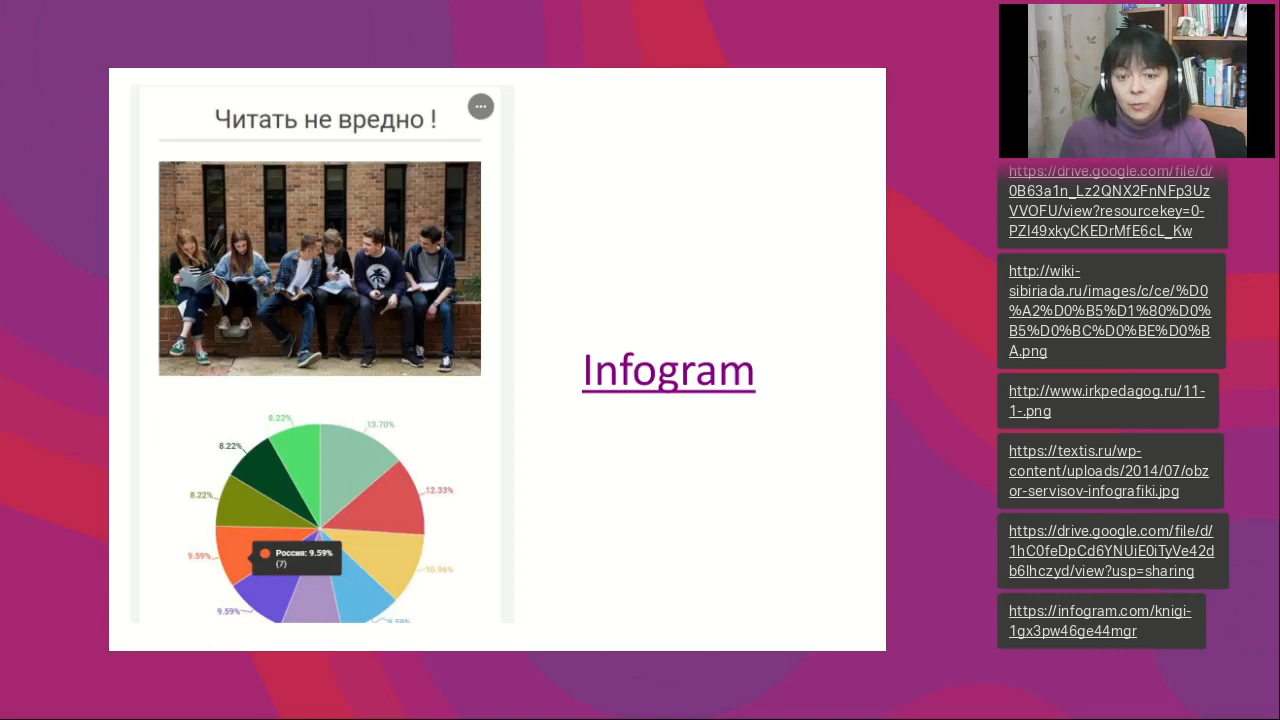 Читать не вредно !
8.22%
13.70%
8.22%
12.33%
8.22%
Россия: 9.59%
(7)
9.59%
10.96%
9.59%
9.59%
Infogram
https://drive.google.com/file/d/
0B63a1n_Lz2QNX2FnNFp3Uz
VVOFU/view?resourcekey=0-
PZI49xkyCKEDrMfE6cL_Kw
http://wiki-
sibiriada.ru/images/c/ce/%D0
%A2%D0%B5%D1%80%D0%
B5%D0%BC%D0%BE%D0%B
A.png
http://www.irkpedagog.ru/11-
1-.png
https://textis.ru/wp-
content/uploads/2014/07/obz
or-servisov-infografiki.jpg
https://drive.google.com/file/d/
1hC0feDpCd6YNUiE0iTyVe42d
b6lhczyd/view?usp=sharing
https://infogram.com/knigi-
1gx3pw46ge44mgr